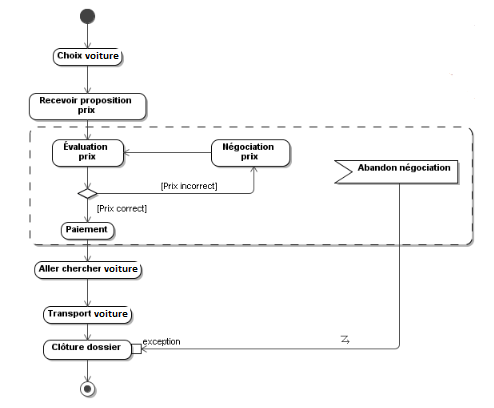 Choix voiture
Recevoir proposition
prix
Évaluation
prix
Négociation
prix
Abandon négociation
[Prix incorrect]
[Prix correct]
Paiement
Aller chercher voiture
Transport voiture
Clôture dossier
exception